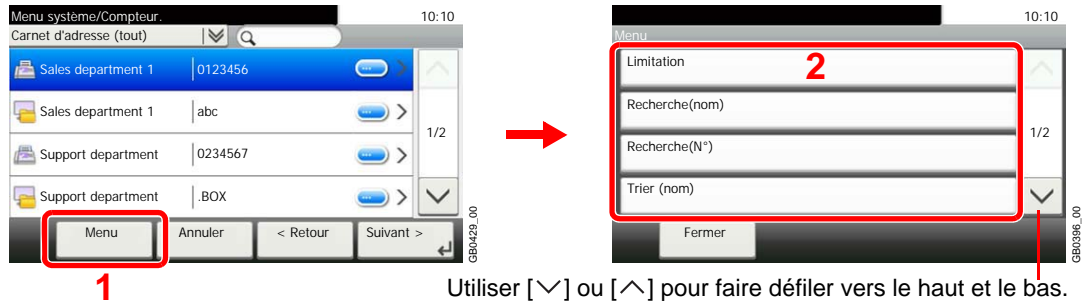 Menu système/Compteur.
10:10
Carnet d'adresse (tout)
Sales department 1 0123456
Sales department 1 abc
1/2
Support department 0234567
Support department .BOX
Menu Annuler < Retour Suivant >
GB0429_00
1
10:10
Menu
Limitation
2
Recherche(nom)
1/2
Recherche(N°)
Trier (nom)
Fermer
GB0396_00
Utiliser [∨] ou [∧] pour faire défiler vers le haut et le bas.